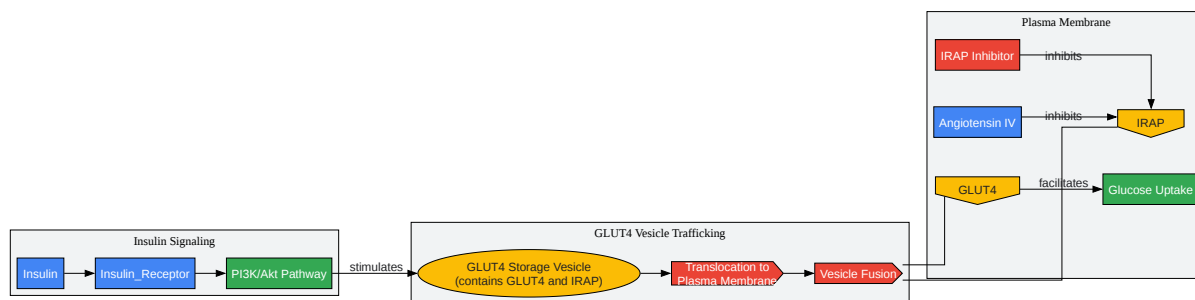 Plasma Membrane
IRAP Inhibitor
inhibits
Angiotensin IV
inhibits
IRAP
GLUT4
facilitates
Glucose Uptake
Insulin Signaling
Insulin
Insulin_Receptor
PI3K/Akt Pathway
stimulates
GLUT4 Vesicle Trafficking
GLUT4 Storage Vesicle
(contains GLUT4 and IRAP)
Translocation to
Plasma Membrane
Vesicle Fusion